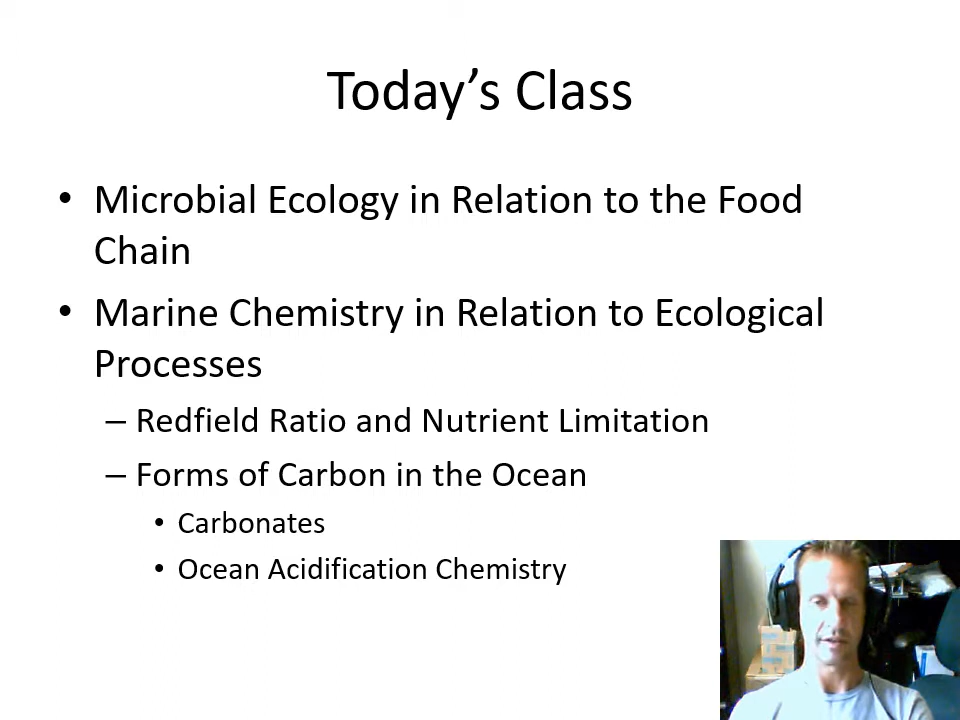 Today’s Class
• Microbial Ecology in Relation to the Food
Chain
• Marine Chemistry in Relation to Ecological
Processes
– Redfield Ratio and Nutrient Limitation
– Forms of Carbon in the Ocean
• Carbonates
• Ocean Acidification Chemistry